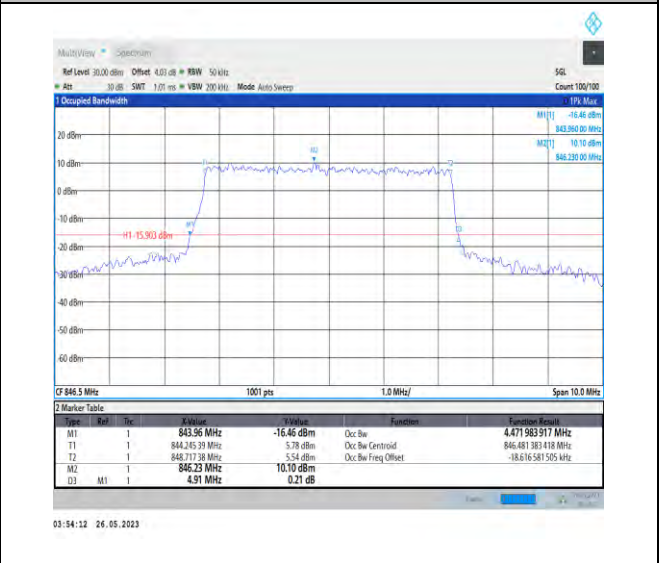 MultiView Spectrum
Ref Level 30.00 dBm Offset 4.03 dB RBW 50 kHz SGL
Att 30 dB SWT 1.01 ms VBW 200 kHz Mode Auto Sweep Count 100/100
1 Occupied Bandwidth 1Pk Max
M1[1] -16.46 dBm
843.960 00 MHz
M2[1] 10.10 dBm
846.230 00 MHz
20 dBm
M2
10 dBm
T1
T2
0 dBm
-10 dBm
M1
D3
H1 -15.903 dBm
-20 dBm
-30 dBm
-40 dBm
-50 dBm
-60 dBm
CF 846.5 MHz 1001 pts 1.0 MHz/ Span 10.0 MHz
2 Marker Table
Type Ref Trc X-Value Y-Value Function Function Result
M1 1 843.96 MHz -16.46 dBm Occ Bw 4.471 983 917 MHz
T1 1 844.245 39 MHz 5.78 dBm Occ Bw Centroid 846.481 383 418 MHz
T2 1 848.717 38 MHz 5.54 dBm Occ Bw Freq Offset -18.616 581 505 kHz
M2 1 846.23 MHz 10.10 dBm
D3 M1 1 4.91 MHz 0.21 dB
03:54:12 26.05.2023